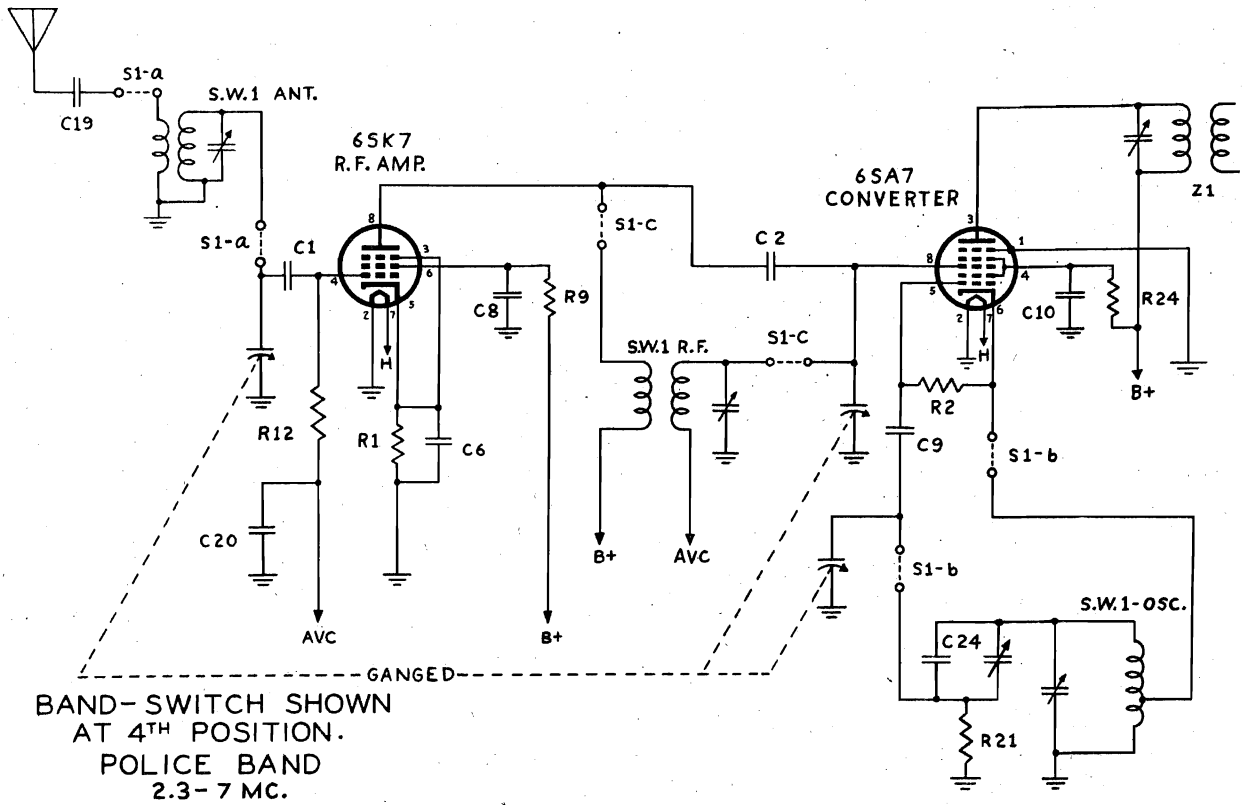 S1-a
C19
S.W.1 ANT.
6SK7
R.F. AMP.
6SA7
CONVERTER
Z1
S1-a
C1
8
3
6
4
5
2
7
H
C8
R9
S1-C
C2
3
1
8
4
5
6
2
7
H
C10
R24
B+
S.W.1 R.F.
S1-C
R12
R1
C6
R2
C9
S1-b
C20
B+
AVC
S1-b
AVC
B+
S.W.1-OSC.
C24
R21
GANGED
BAND-SWITCH SHOWN
AT 4TH POSITION.
POLICE BAND
2.3-7 MC.